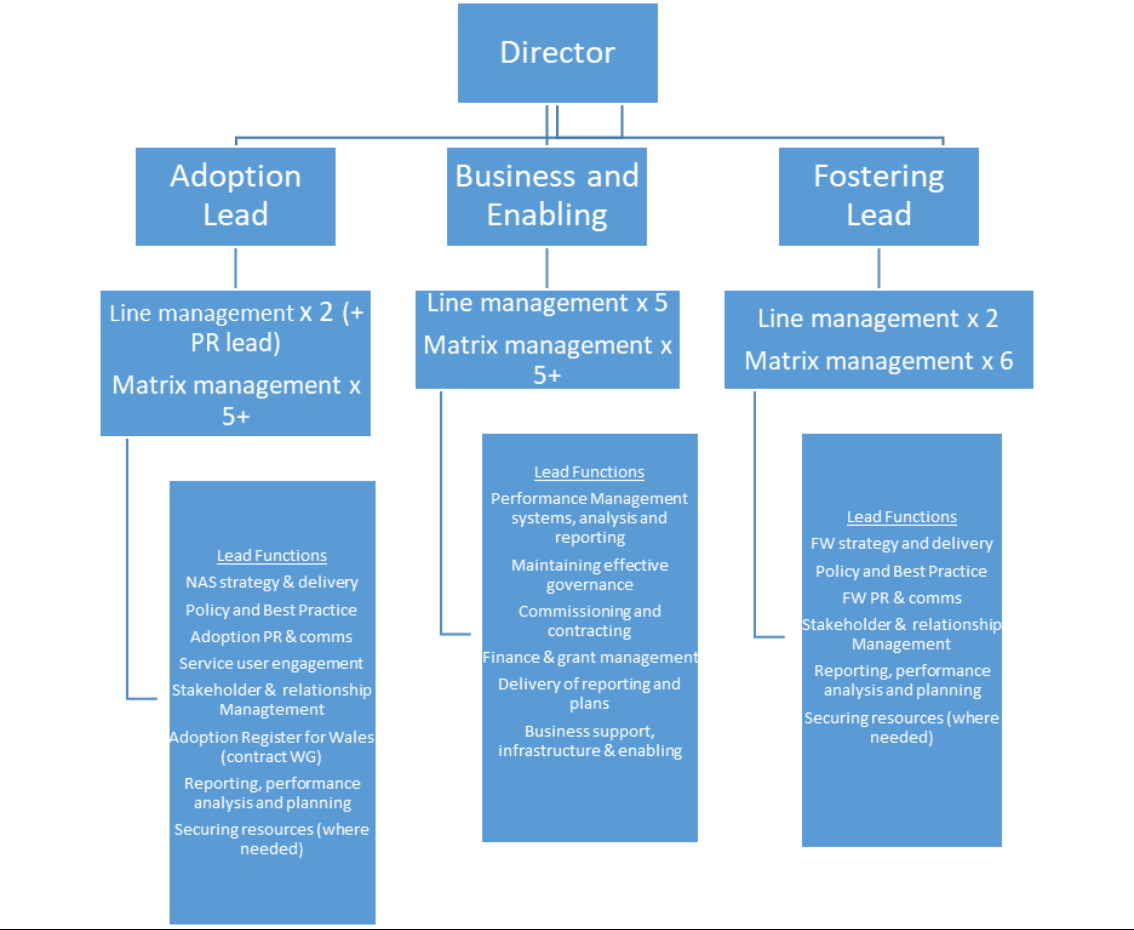 Director
Adoption
Lead
Business and
Enabling
Fostering
Lead
Line management x 2 (+
PR lead)
Matrix management x
5+
Line management x 5
Matrix management x
5+
Line management x 2
Matrix management x 6
Lead Functions
NAS strategy & delivery
Policy and Best Practice
Adoption PR & comms
Service user engagement
Stakeholder & relationship
Managtement
Adoption Register for Wales
(contract WG)
Reporting, performance
analysis and planning
Securing resources (where
needed)
Lead Functions
Performance Management
systems, analysis and
reporting
Maintaining effective
governance
Commissioning and
contracting
Finance & grant management
Delivery of reporting and
plans
Business support,
infrastructure & enabling
Lead Functions
FW strategy and delivery
Policy and Best Practice
FW PR & comms
Stakeholder & relationship
Management
Reporting, performance
analysis and planning
Securing resources (where
needed)